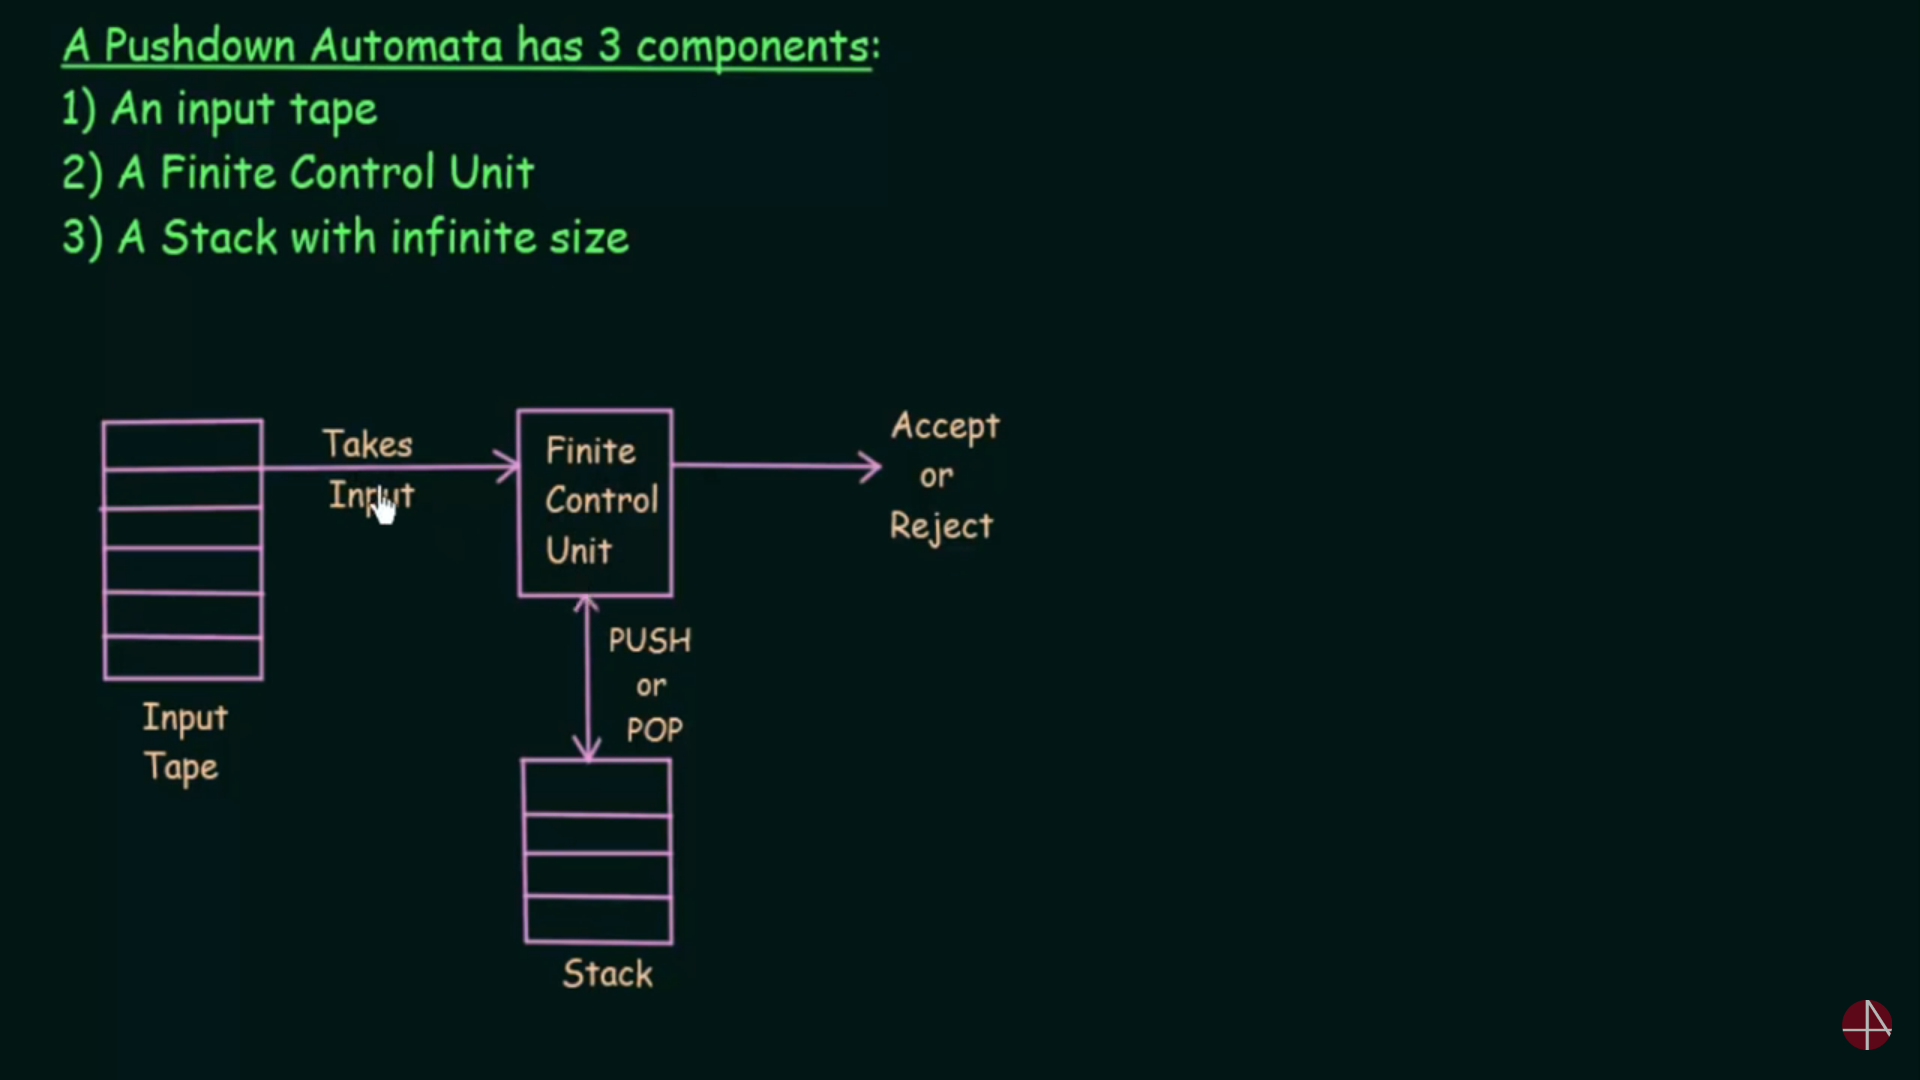 A Pushdown Automata has 3 components:
1) An input tape
2) A Finite Control Unit
3) A Stack with infinite size
Takes
Input
Finite
Control
Unit
Accept
or
Reject
PUSH
or
POP
Input
Tape
Stack